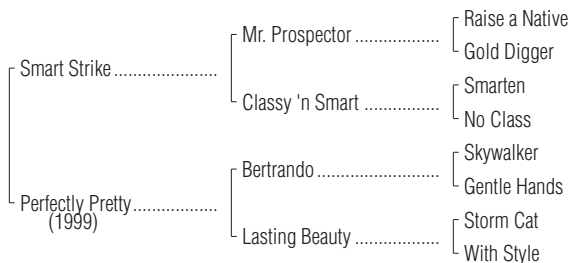 Raise a Native
Mr. Prospector ..................
Gold Digger
Smart Strike ......................
Smarten
Classy 'n Smart ................
No Class
Skywalker
Bertrando .........................
Gentle Hands
Perfectly Pretty ..................
(1999)
Storm Cat
Lasting Beauty ..................
With Style